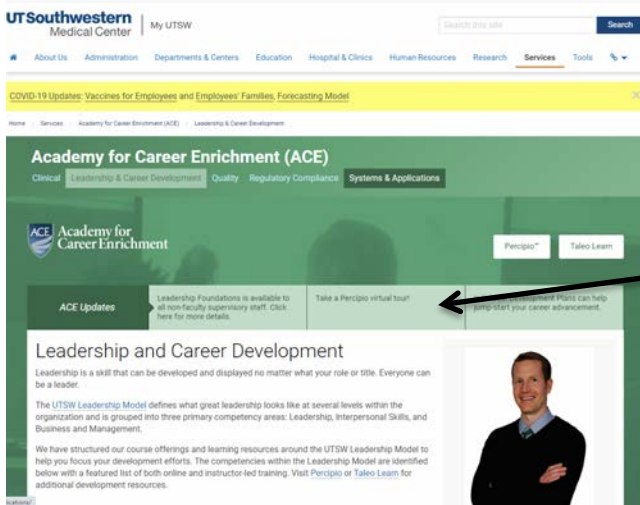 UTSouthwestern
Medical Center
My UTSW
Search this site
Search
About Us Administration Departments & Centers Education Hospital & Clinics Human Resources Research Services Tools
COVID-19 Updates: Vaccines for Employees and Employees' Families, Forecasting Model
Home Services Academy for Career Enrichment (ACE) Leadership & Career Development
Academy for Career Enrichment (ACE)
Clinical Leadership & Career Development Quality Regulatory Compliance Systems & Applications
ACE Academy for
Career Enrichment
Percipio™ Taleo Learn
ACE Updates
Leadership Foundations is available to
all non-faculty supervisory staff. Click
here for more details.
Take a Percipio virtual tour!
Development Plans can help
jump-start your career advancement.
Leadership and Career Development
Leadership is a skill that can be developed and displayed no matter what your role or title. Everyone can
be a leader.
The UTSW Leadership Model defines what great leadership looks like at several levels within the
organization and is grouped into three primary competency areas: Leadership, Interpersonal Skills, and
Business and Management.
We have structured our course offerings and learning resources around the UTSW Leadership Model to
help you focus your development efforts. The competencies within the Leadership Model are identified
below with a featured list of both online and instructor-led training. Visit Percipio or Taleo Learn for
additional development resources.